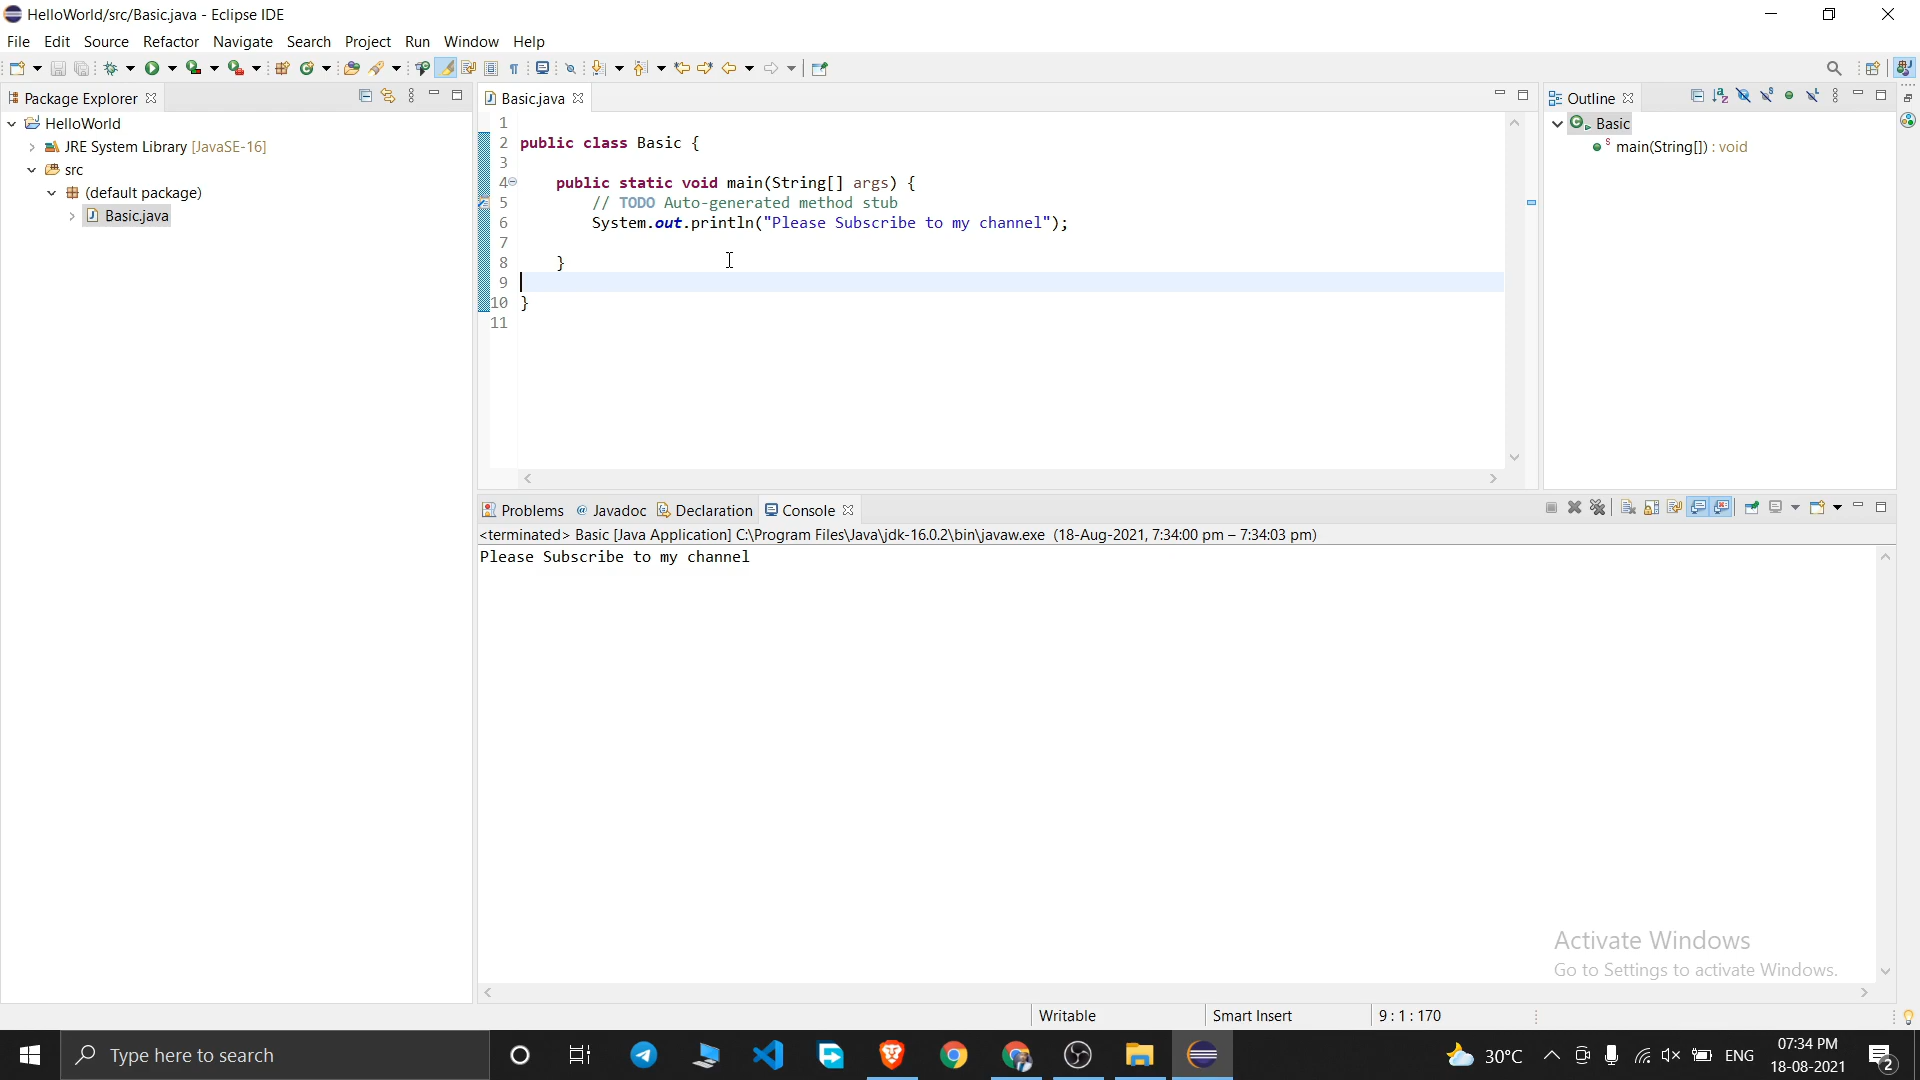 HelloWorld/src/Basic.java - Eclipse IDE
File Edit Source Refactor Navigate Search Project Run Window Help
Package Explorer
HelloWorld
JRE System Library [JavaSE-16]
src
(default package)
Basic.java
Basic.java
1
2 public class Basic {
3
4 public static void main(String[] args) {
5 // TODO Auto-generated method stub
6 System.out.println("Please Subscribe to my channel");
7
8 }
9
10 }
11
Outline
Basic
main(String[]) : void
Problems @ Javadoc Declaration Console
<terminated> Basic [Java Application] C:\Program Files\Java\jdk-16.0.2\bin\javaw.exe (18-Aug-2021, 7:34:00 pm – 7:34:03 pm)
Please Subscribe to my channel
Activate Windows
Go to Settings to activate Windows.
Writable Smart Insert 9 : 1 : 170
Type here to search
30°C ENG 07:34 PM
18-08-2021
2